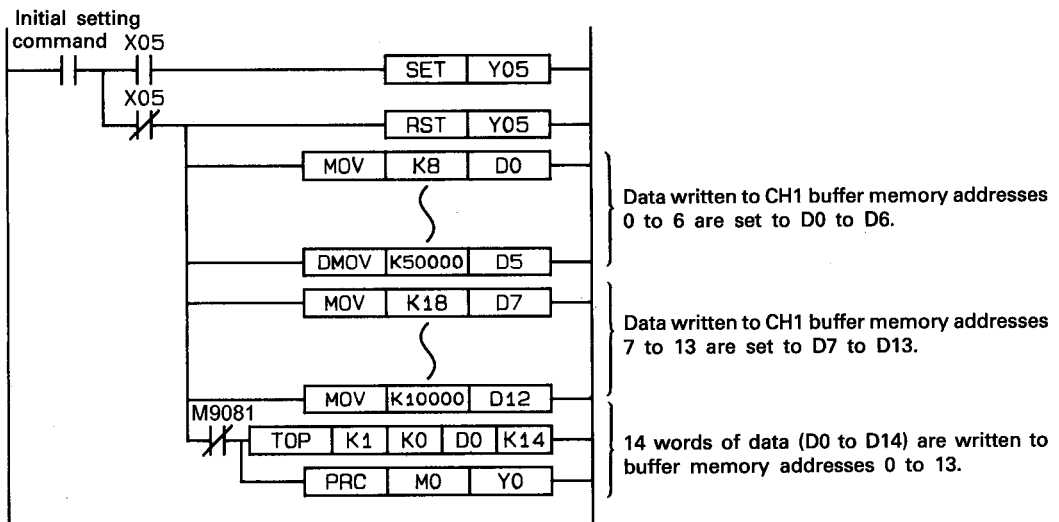 Initial setting
command X05
SET Y05
X05
RST Y05
MOV K8 D0
Data written to CH1 buffer memory addresses
0 to 6 are set to D0 to D6.
DMOV K50000 D5
MOV K18 D7
Data written to CH1 buffer memory addresses
7 to 13 are set to D7 to D13.
MOV K10000 D12
M9081
TOP K1 K0 D0 K14
14 words of data (D0 to D14) are written to
buffer memory addresses 0 to 13.
PRC M0 Y0